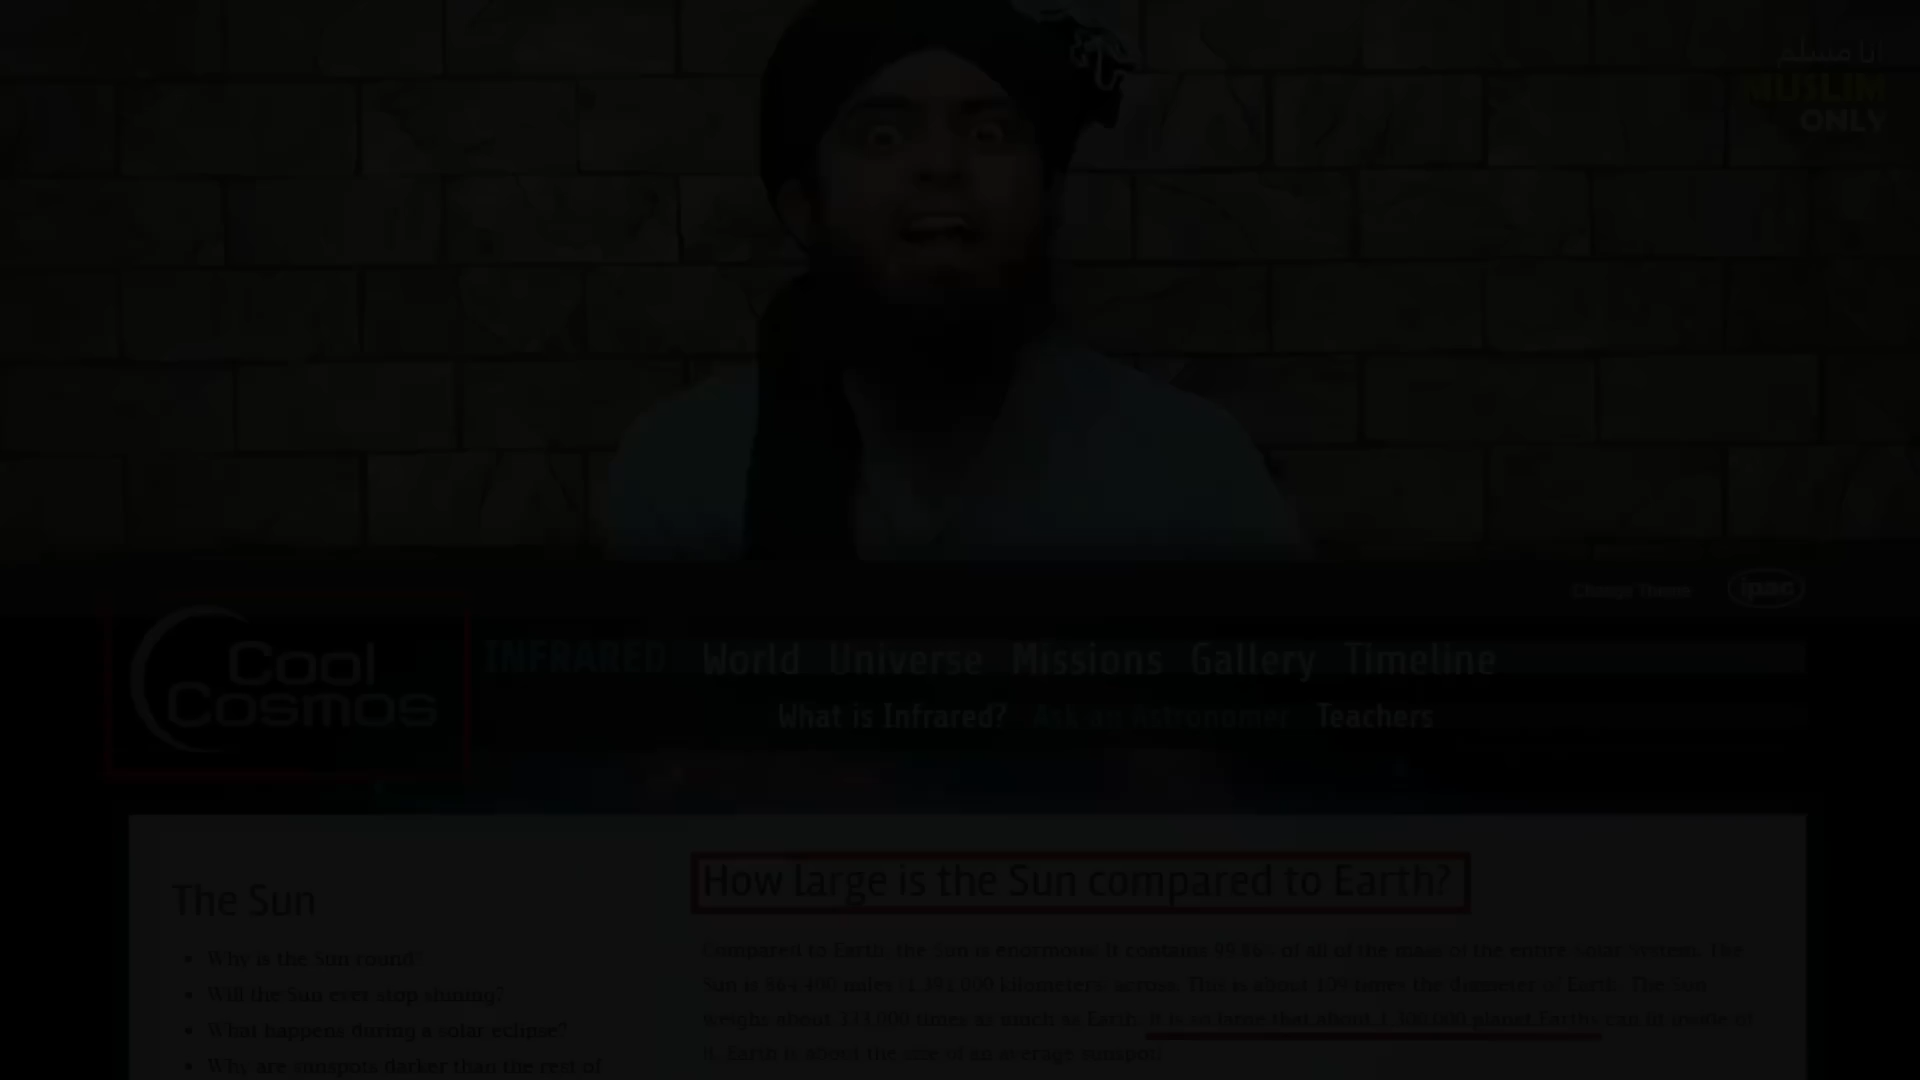 انا مسلم
MUSLIM
ONLY
Change Theme
ipac
Cool
Cosmos
INFRARED World Universe Missions Gallery Timeline
What is Infrared? Ask an Astronomer Teachers
The Sun
• Why is the Sun round?
• Will the Sun ever stop shining?
• What happens during a solar eclipse?
• Why are sunspots darker than the rest of
How large is the Sun compared to Earth?
Compared to Earth, the Sun is enormous! It contains 99.86% of all of the mass of the entire Solar System. The
Sun is 864,400 miles (1,391,000 kilometers) across. This is about 109 times the diameter of Earth. The Sun
weighs about 333,000 times as much as Earth. It is so large that about 1,300,000 planet Earths can fit inside of
it. Earth is about the size of an average sunspot!